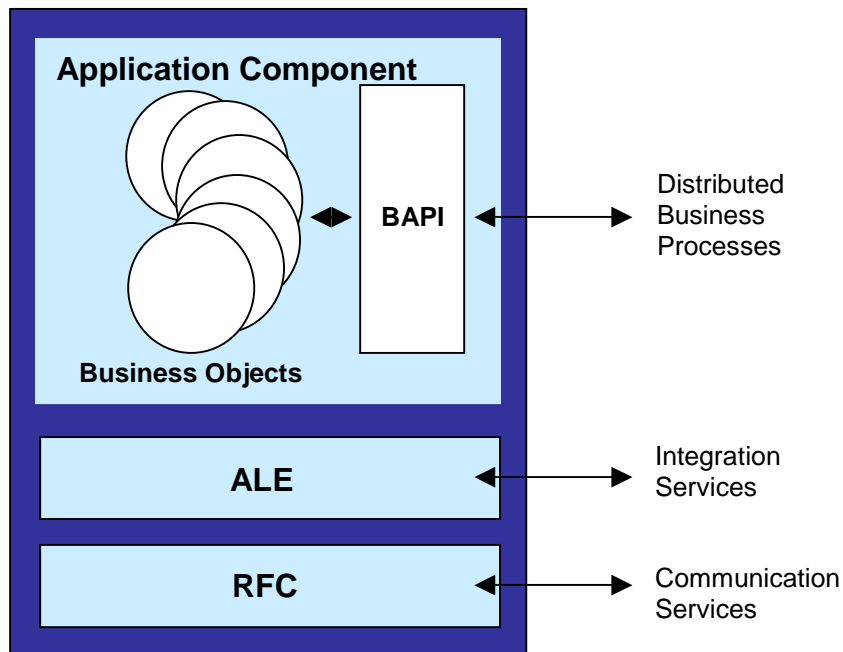 Application Component
BAPI
Business Objects
Distributed
Business
Processes
ALE
Integration
Services
RFC
Communication
Services